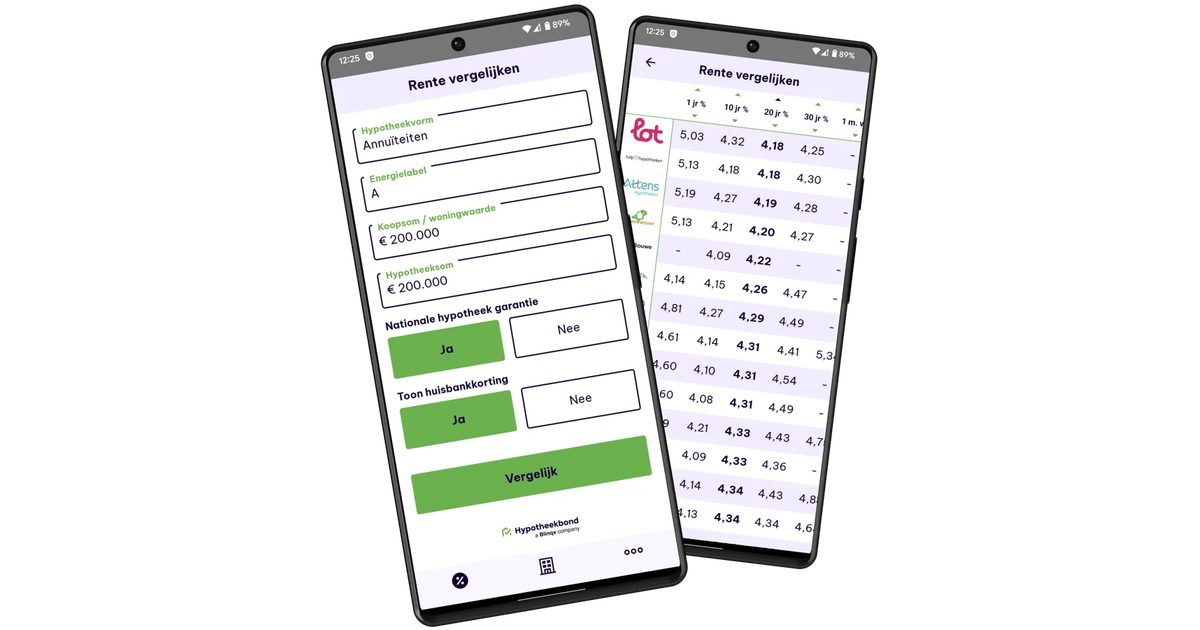 12:25
89%
Rente vergelijken
Hypotheekvorm
Annuïteiten
Energielabel
A
Koopsom / woningwaarde
€ 200.000
Hypotheeksom
€ 200.000
Nationale hypotheek garantie
Ja
Nee
Toon huisbankkorting
Ja
Nee
Vergelijk
Hypotheekbond
a Blinqx company
12:25
89%
Rente vergelijken
1 jr % 10 jr % 20 jr % 30 jr % 1 m.
lot
hypotheken
5,03 4,32 4,18 4,25 -
5,13 4,18 4,18 4,30 -
Attens
Hypotheken
5,19 4,27 4,19 4,28 -
5,13 4,21 4,20 4,27 -
- 4,09 4,22 - -
4,14 4,15 4,26 4,47 -
4,81 4,27 4,29 4,49 -
4,61 4,14 4,31 4,41
4,60 4,10 4,31 4,54 -
4,08 4,31 4,49 -
4,21 4,33 4,43
4,09 4,33 4,36 -
4,14 4,34 4,43
4,13 4,34 4,34